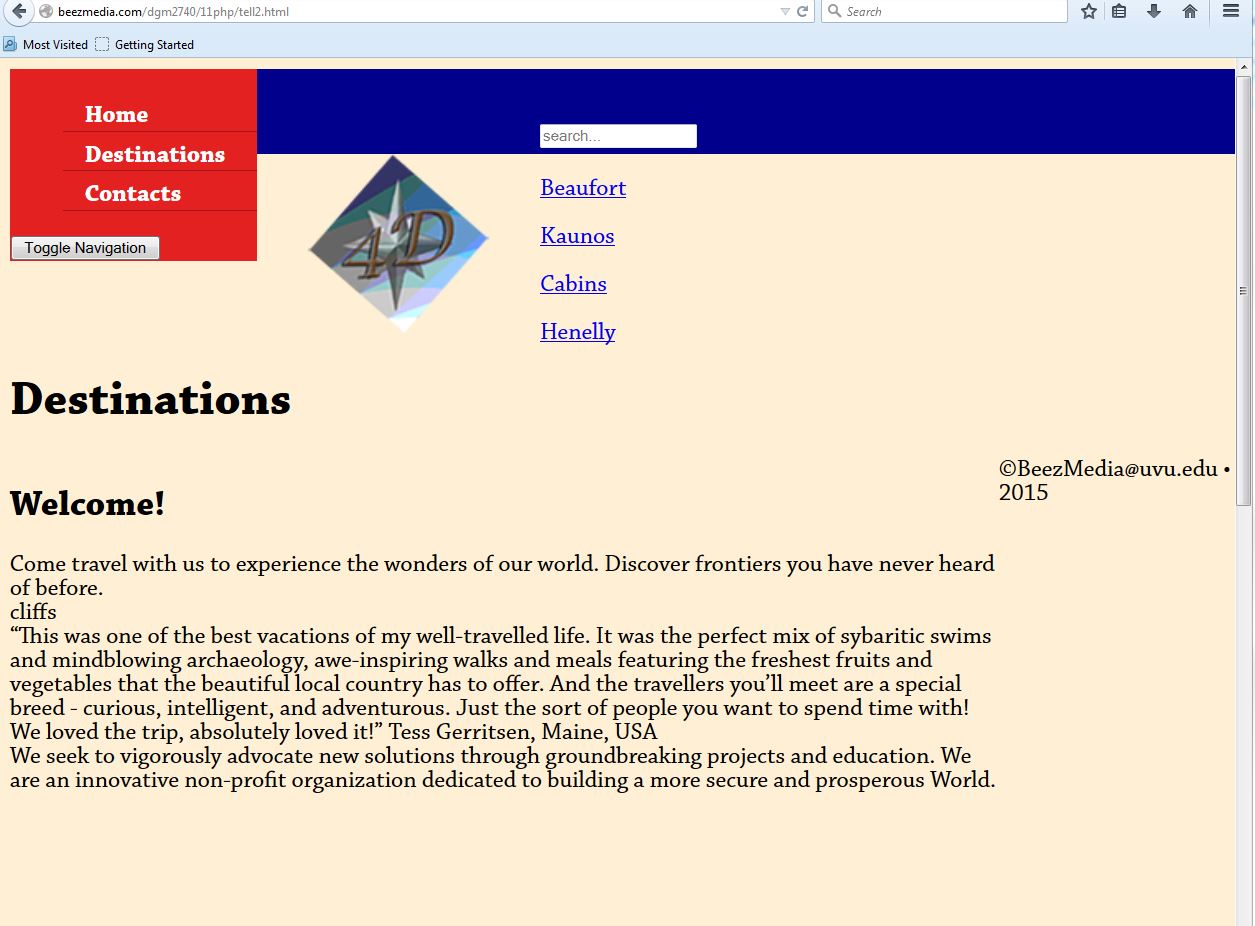 beezmedia.com/dgm2740/11php/tell2.html
Search
Most Visited
Getting Started
Home
Destinations
Contacts
Toggle Navigation
search...
4D
Beaufort
Kaunos
Cabins
Henelly
Destinations
©BeezMedia@uvu.edu •
2015
Welcome!
Come travel with us to experience the wonders of our world. Discover frontiers you have never heard
of before.
cliffs
“This was one of the best vacations of my well-travelled life. It was the perfect mix of sybaritic swims
and mindblowing archaeology, awe-inspiring walks and meals featuring the freshest fruits and
vegetables that the beautiful local country has to offer. And the travellers you’ll meet are a special
breed - curious, intelligent, and adventurous. Just the sort of people you want to spend time with!
We loved the trip, absolutely loved it!” Tess Gerritsen, Maine, USA
We seek to vigorously advocate new solutions through groundbreaking projects and education. We
are an innovative non-profit organization dedicated to building a more secure and prosperous World.